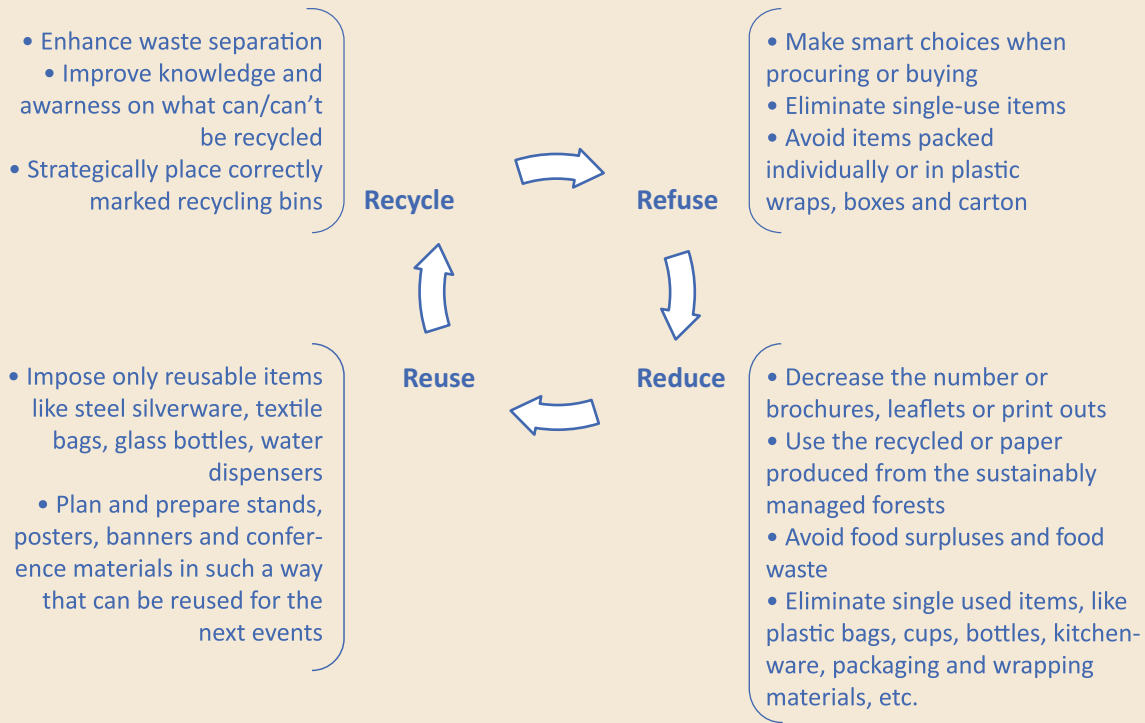 • Enhance waste separation
• Improve knowledge and
awarness on what can/can't
be recycled
• Strategically place correctly
marked recycling bins
Recycle
Refuse
• Make smart choices when
procuring or buying
• Eliminate single-use items
• Avoid items packed
individually or in plastic
wraps, boxes and carton
• Impose only reusable items
like steel silverware, textile
bags, glass bottles, water
dispensers
• Plan and prepare stands,
posters, banners and confer-
ence materials in such a way
that can be reused for the
next events
Reuse
Reduce
• Decrease the number or
brochures, leaflets or print outs
• Use the recycled or paper
produced from the sustainably
managed forests
• Avoid food surpluses and food
waste
• Eliminate single used items, like
plastic bags, cups, bottles, kitchen-
ware, packaging and wrapping
materials, etc.